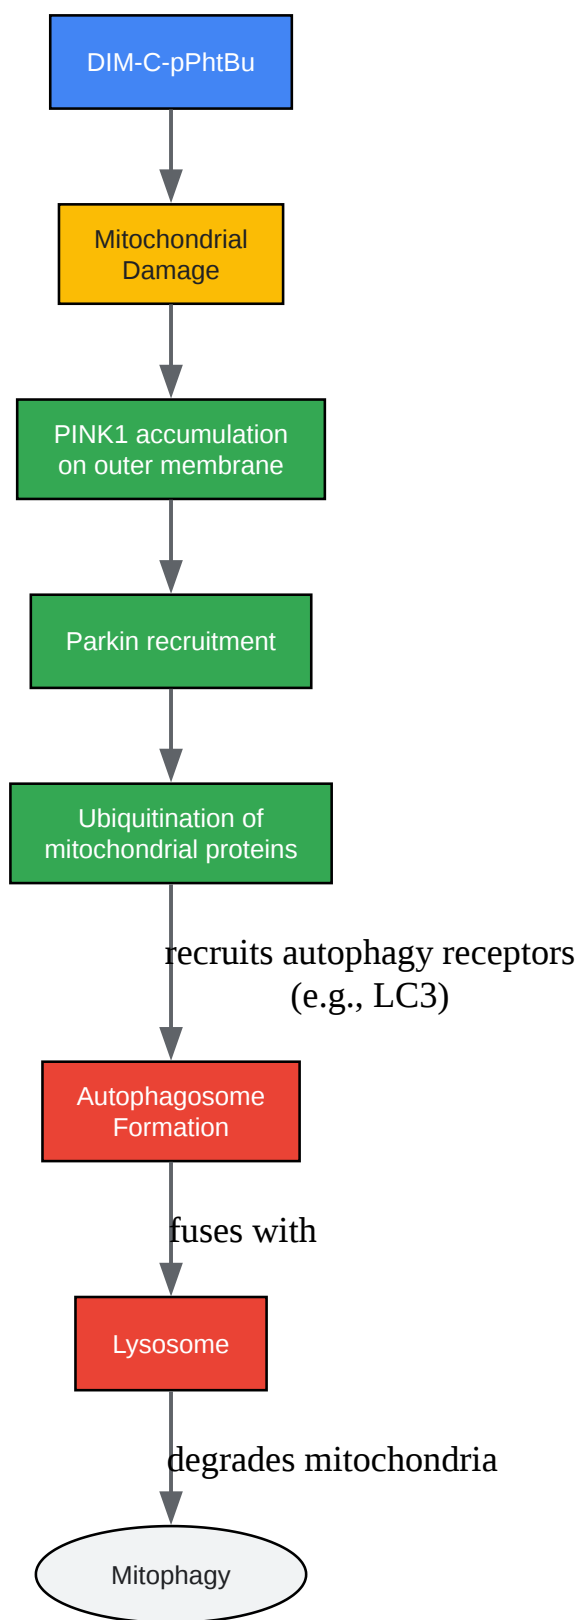 DIM-C-pPhtBu
Mitochondrial
Damage
PINK1 accumulation
on outer membrane
Parkin recruitment
Ubiquitination of
mitochondrial proteins
recruits autophagy receptors
(e.g., LC3)
Autophagosome
Formation
fuses with
Lysosome
degrades mitochondria
Mitophagy